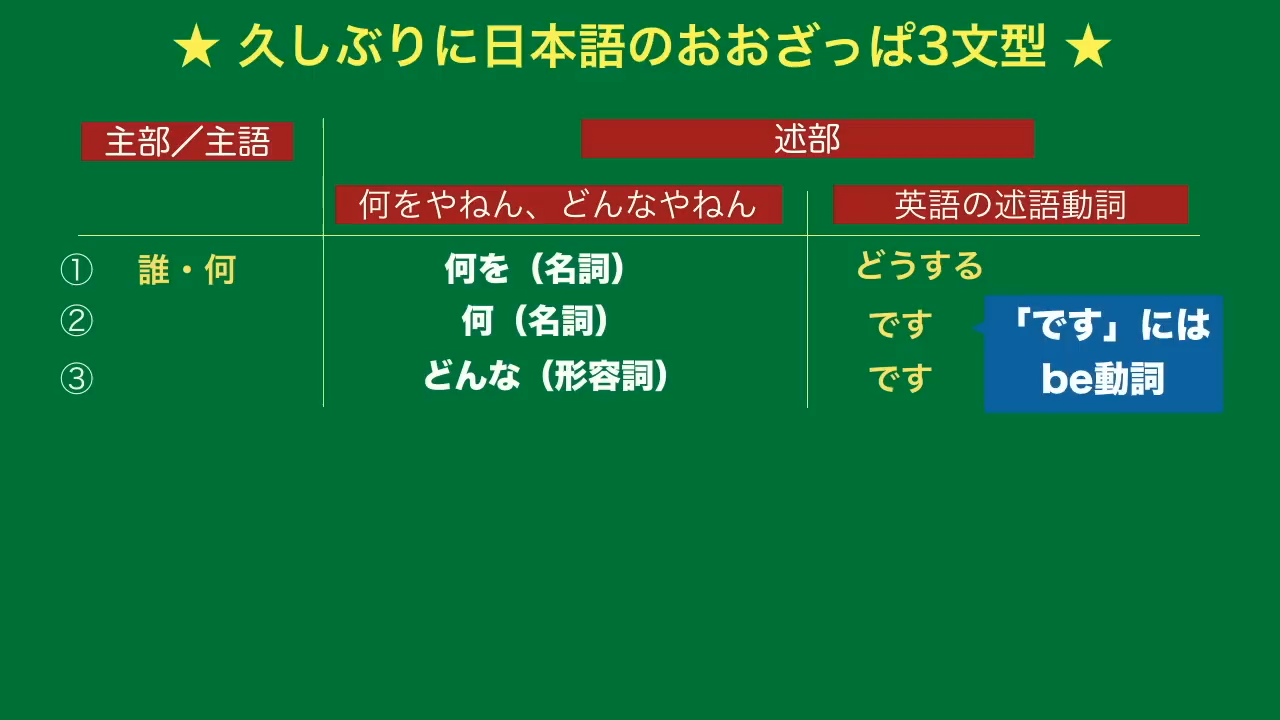 ★ 久しぶりに日本語のおおざっぱ3文型 ★
主部／主語
述部
何をやねん、どんなやねん
英語の述語動詞
① 誰・何 何を（名詞） どうする
② 何（名詞） です
③ どんな（形容詞） です
「です」には
be動詞